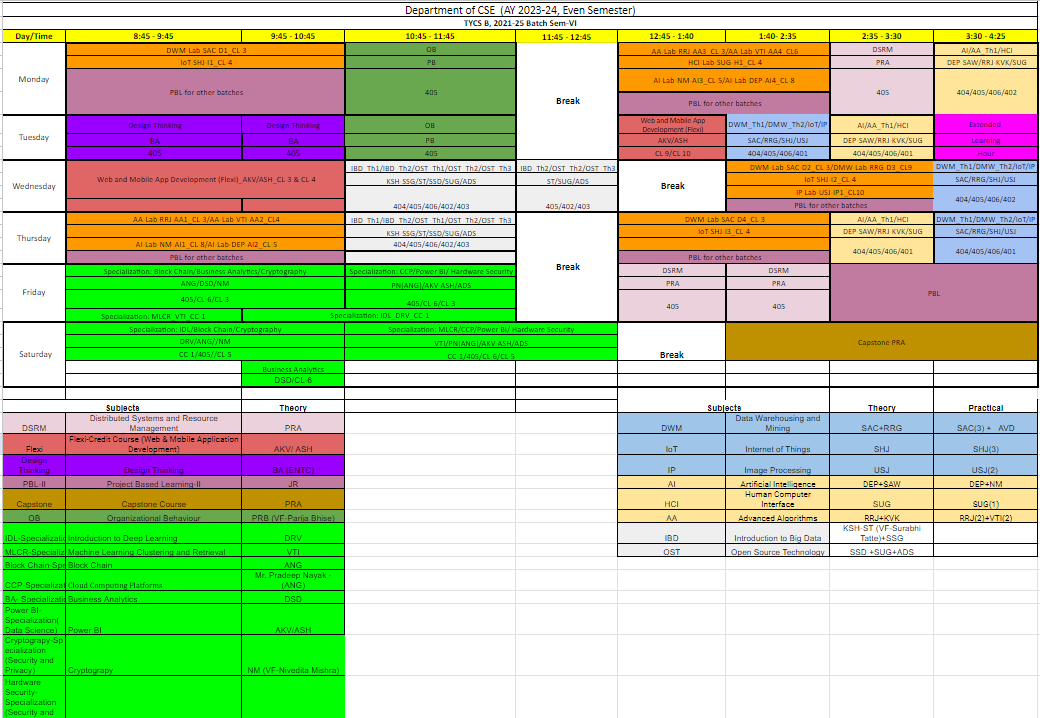 Department of CSE (AY 2023-24, Even Semester)
TYCS B, 2021-25 Batch Sem-VI
Day/Time 8:45 - 9:45 9:45 - 10:45 10:45 - 11:45 11:45 - 12:45 12:45 - 1:40 1:40- 2:35 2:35 - 3:30 3:30 - 4:25
Monday
DWM Lab SAC D1_CL 3 OB AA Lab RRJ AA3_CL 3/AA Lab VTI AA4_CL6 DSRM AI/AA_Th1/HCI
IoT SHJ I1_CL 4 PB HCI Lab SUG H1_CL 4 PRA DEP SAW/RRJ KVK/SUG
PBL for other batches 405 AI Lab NM AI3_CL 5/AI Lab DEP AI4_CL 8 405 404/405/406/402
PBL for other batches
Break
Tuesday
Design Thinking Design Thinking OB Web and Mobile App Development (Flexi) DWM_Th1/DMW_Th2/IoT/IP AI/AA_Th1/HCI Extended
BA BA PB AKV/ASH SAC/RRG/SHJ/USJ DEP SAW/RRJ KVK/SUG Learning
405 405 405 CL 9/CL 10 404/405/406/401 404/405/406/401 Hour
Wednesday
Web and Mobile App Development (Flexi)_AKV/ASH_CL 3 & CL 4
IBD_Th1/IBD_Th2/OST_Th1/OST_Th2/OST_Th3 IBD_Th2/OST_Th2/OST_Th3 DWM Lab SAC D2_CL 3/DMW Lab RRG D3_CL9 DWM_Th1/DMW_Th2/IoT/IP
KSH SSG/ST/SSD/SUG/ADS ST/SUG/ADS IoT SHJ I2_CL 4 SAC/RRG/SHJ/USJ
404/405/406/402/403 405/402/403 IP Lab USJ IP1_CL10 404/405/406/402
Break PBL for other batches
Thursday
AA Lab RRJ AA1_CL 3/AA Lab VTI AA2_CL4 IBD_Th1/IBD_Th2/OST_Th1/OST_Th2/OST_Th3 DWM Lab SAC D4_CL 3 AI/AA_Th1/HCI DWM_Th1/DMW_Th2/IoT/IP
KSH SSG/ST/SSD/SUG/ADS IoT SHJ I3_CL 4 DEP SAW/RRJ KVK/SUG SAC/RRG/SHJ/USJ
AI Lab NM AI1_CL 8/AI Lab DEP AI2_CL 5 404/405/406/402/403 404/405/406/401 404/405/406/401
PBL for other batches PBL for other batches
Break
Friday
Specialization: Block Chain/Business Analytics/Cryptography Specialization: CCP/Power BI/ Hardware Security DSRM DSRM
ANG/DSD/NM PN(ANG)/AKV ASH/ADS PRA PRA PBL
405/CL 6/CL 3 405/CL 6/CL 3 405 405
Specialization: MLCR_VTI_CC-1 Specialization: IDL_DRV_CC-1
Saturday
Specialization: IDL/Block Chain/Cryptography Specialization: MLCR/CCP/Power BI/ Hardware Security
DRV/ANG//NM VTI/PN(ANG)/AKV ASH/ADS Capstone PRA
CC 1/405//CL 5 CC 1/405/CL 6/CL 5 Break
Business Analytics
DSD/CL-6
Subjects Theory Subjects Theory Practical
DSRM Distributed Systems and Resource Management PRA DWM Data Warehousing and Mining SAC+RRG SAC(3) + AVD
Flexi Flexi-Credit Course (Web & Mobile Application Development) AKV/ ASH IoT Internet of Things SHJ SHJ(3)
Design Thinking Design Thinking BA (ENTC) IP Image Processing USJ USJ(2)
PBL-II Project Based Learning-II JR AI Artificial Intelligence DEP+SAW DEP+NM
Capstone Capstone Course PRA HCI Human Computer Interface SUG SUG(1)
OB Organizational Behaviour PRB (VF-Parija Bhise) AA Advanced Algorithms RRJ+KVK RRJ(2)+VTI(2)
IDL-Specializatio Introduction to Deep Learning DRV IBD Introduction to Big Data KSH-ST (VF-Surabhi Tatte)+SSG
MLCR-Specializ Machine Learning Clustering and Retrieval VTI OST Open Source Technology SSD +SUG+ADS
Block Chain-Spe Block Chain ANG
CCP-Specializat Cloud Computing Platforms Mr. Pradeep Nayak - (ANG)
BA- Specializatio Business Analytics DSD
Power BI-Specialization( Data Science) Power BI AKV/ASH
Cryptograpy-Sp ecialization (Security and Privacy) Cryptograpy NM (VF-Nivedita Mishra)
Hardware
Security-
Specialization
(Security and